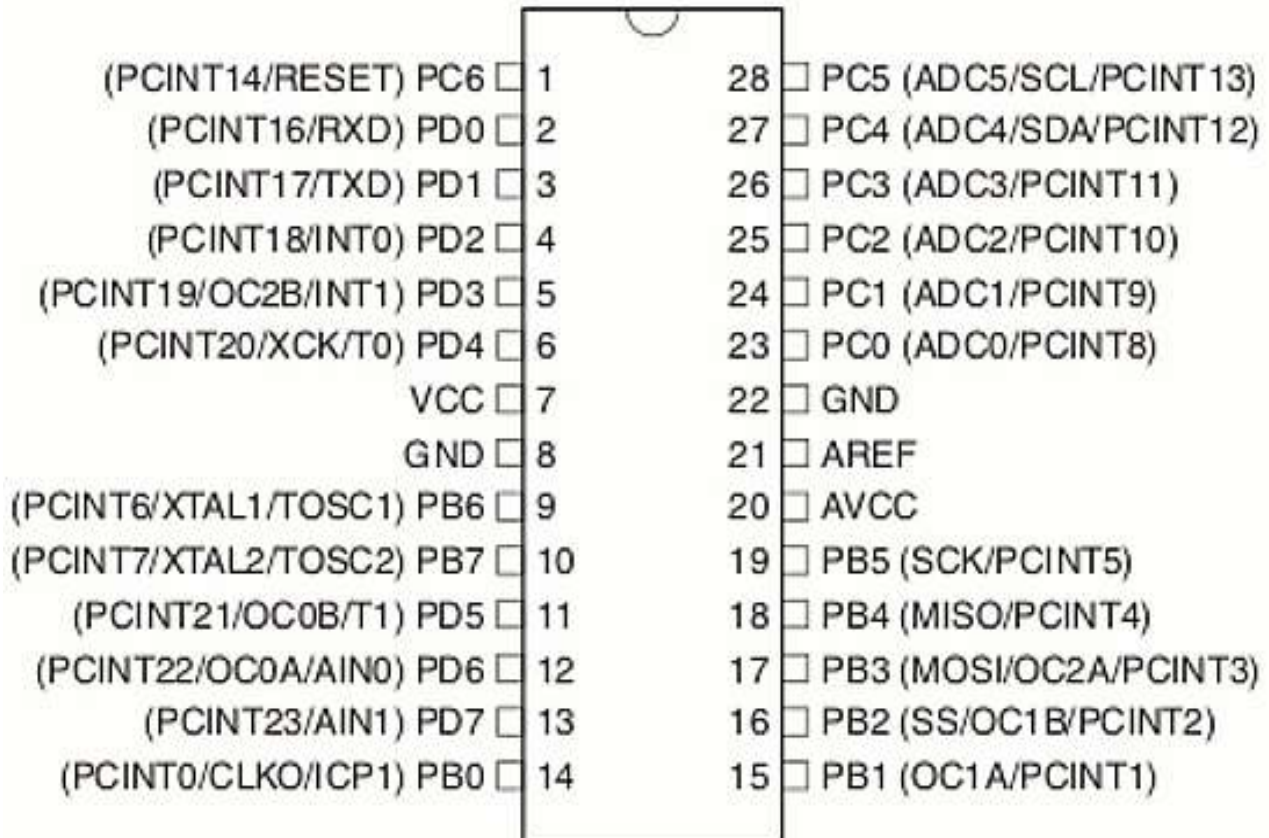 (PCINT14/RESET) PC6 1 28 PC5 (ADC5/SCL/PCINT13)
(PCINT16/RXD) PD0 2 27 PC4 (ADC4/SDA/PCINT12)
(PCINT17/TXD) PD1 3 26 PC3 (ADC3/PCINT11)
(PCINT18/INT0) PD2 4 25 PC2 (ADC2/PCINT10)
(PCINT19/OC2B/INT1) PD3 5 24 PC1 (ADC1/PCINT9)
(PCINT20/XCK/T0) PD4 6 23 PC0 (ADC0/PCINT8)
VCC 7 22 GND
GND 8 21 AREF
(PCINT6/XTAL1/TOSC1) PB6 9 20 AVCC
(PCINT7/XTAL2/TOSC2) PB7 10 19 PB5 (SCK/PCINT5)
(PCINT21/OC0B/T1) PD5 11 18 PB4 (MISO/PCINT4)
(PCINT22/OC0A/AIN0) PD6 12 17 PB3 (MOSI/OC2A/PCINT3)
(PCINT23/AIN1) PD7 13 16 PB2 (SS/OC1B/PCINT2)
(PCINT0/CLKO/ICP1) PB0 14 15 PB1 (OC1A/PCINT1)